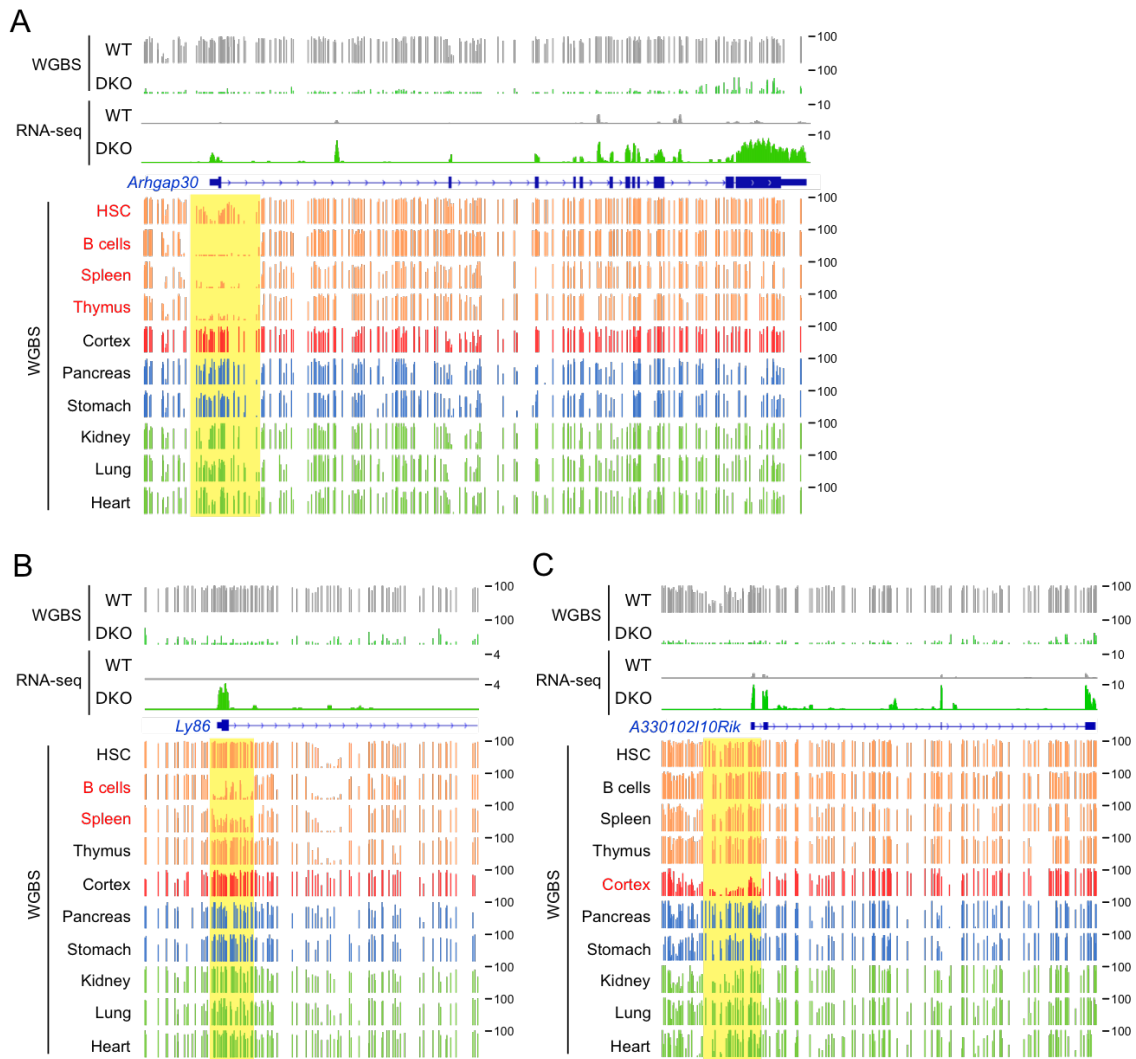 A
WGBS
WT
100
DKO
100
RNA-seq
WT
10
DKO
10
Arhgap30
WGBS
HSC
100
B cells
100
Spleen
100
Thymus
100
Cortex
100
Pancreas
100
Stomach
100
Kidney
100
Lung
100
Heart
100
B
WGBS
WT
100
DKO
100
RNA-seq
WT
4
DKO
4
Ly86
WGBS
HSC
100
B cells
100
Spleen
100
Thymus
100
Cortex
100
Pancreas
100
Stomach
100
Kidney
100
Lung
100
Heart
100
C
WGBS
WT
100
DKO
100
RNA-seq
WT
10
DKO
10
A330102I10Rik
WGBS
HSC
100
B cells
100
Spleen
100
Thymus
100
Cortex
100
Pancreas
100
Stomach
100
Kidney
100
Lung
100
Heart
100